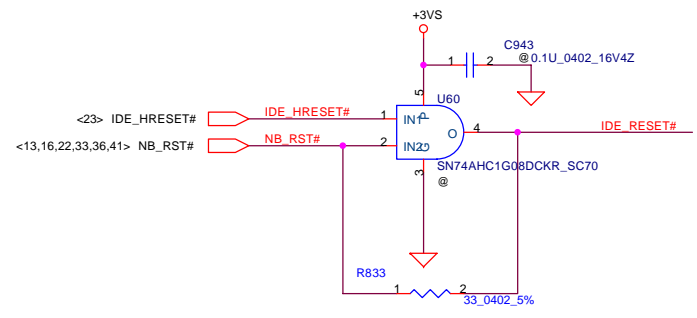 +3VS
C943
1 2 @ 0.1U_0402_16V4Z
5
U60
<23> IDE_HRESET# IDE_HRESET# 1 IN1 P
O 4 IDE_RESET#
<13,16,22,33,36,41> NB_RST# NB_RST# 2 IN2 G
SN74AHC1G08DCKR_SC70
3 @
R833
1 2
33_0402_5%